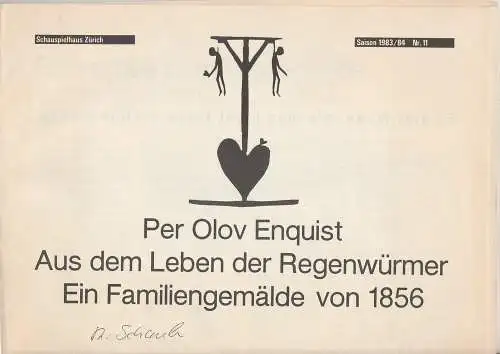 Schauspielhaus Zürich
Saison 1983/84 Nr. 11
Per Olov Enquist
Aus dem Leben der Regenwürmer
Ein Familiengemälde von 1856